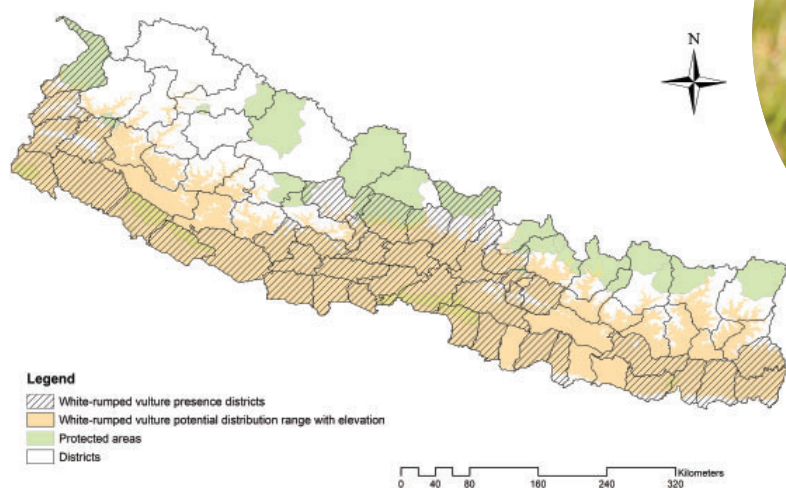 N
Legend
White-rumped vulture presence districts
White-rumped vulture potential distribution range with elevation
Protected areas
Districts
Kilometers
0 40 80 160 240 320